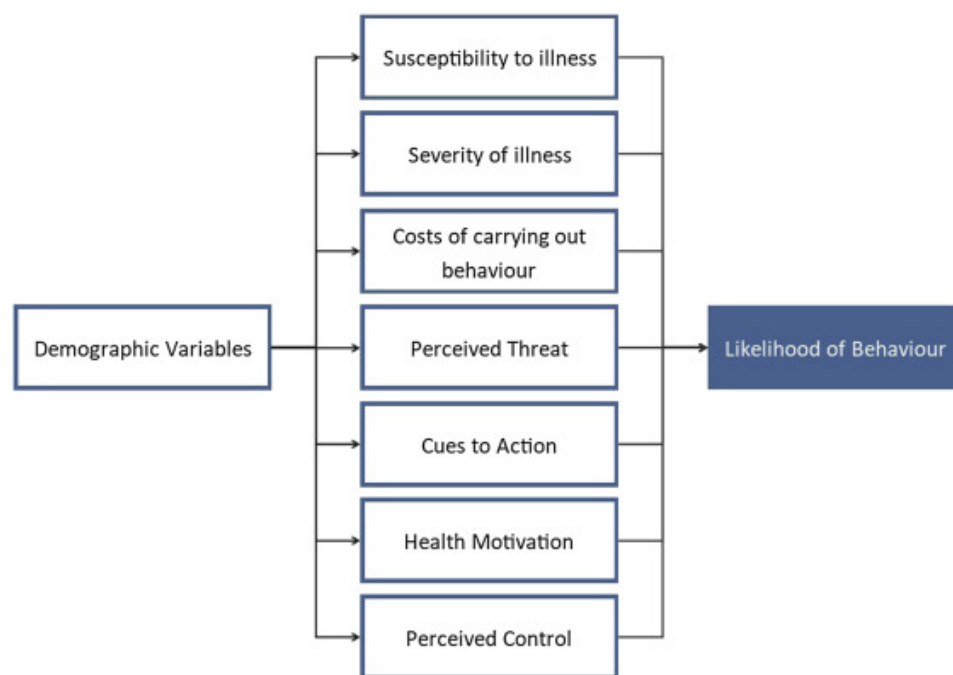 Susceptibility to illness
Severity of illness
Costs of carrying out
behaviour
Demographic Variables
Perceived Threat
Likelihood of Behaviour
Cues to Action
Health Motivation
Perceived Control